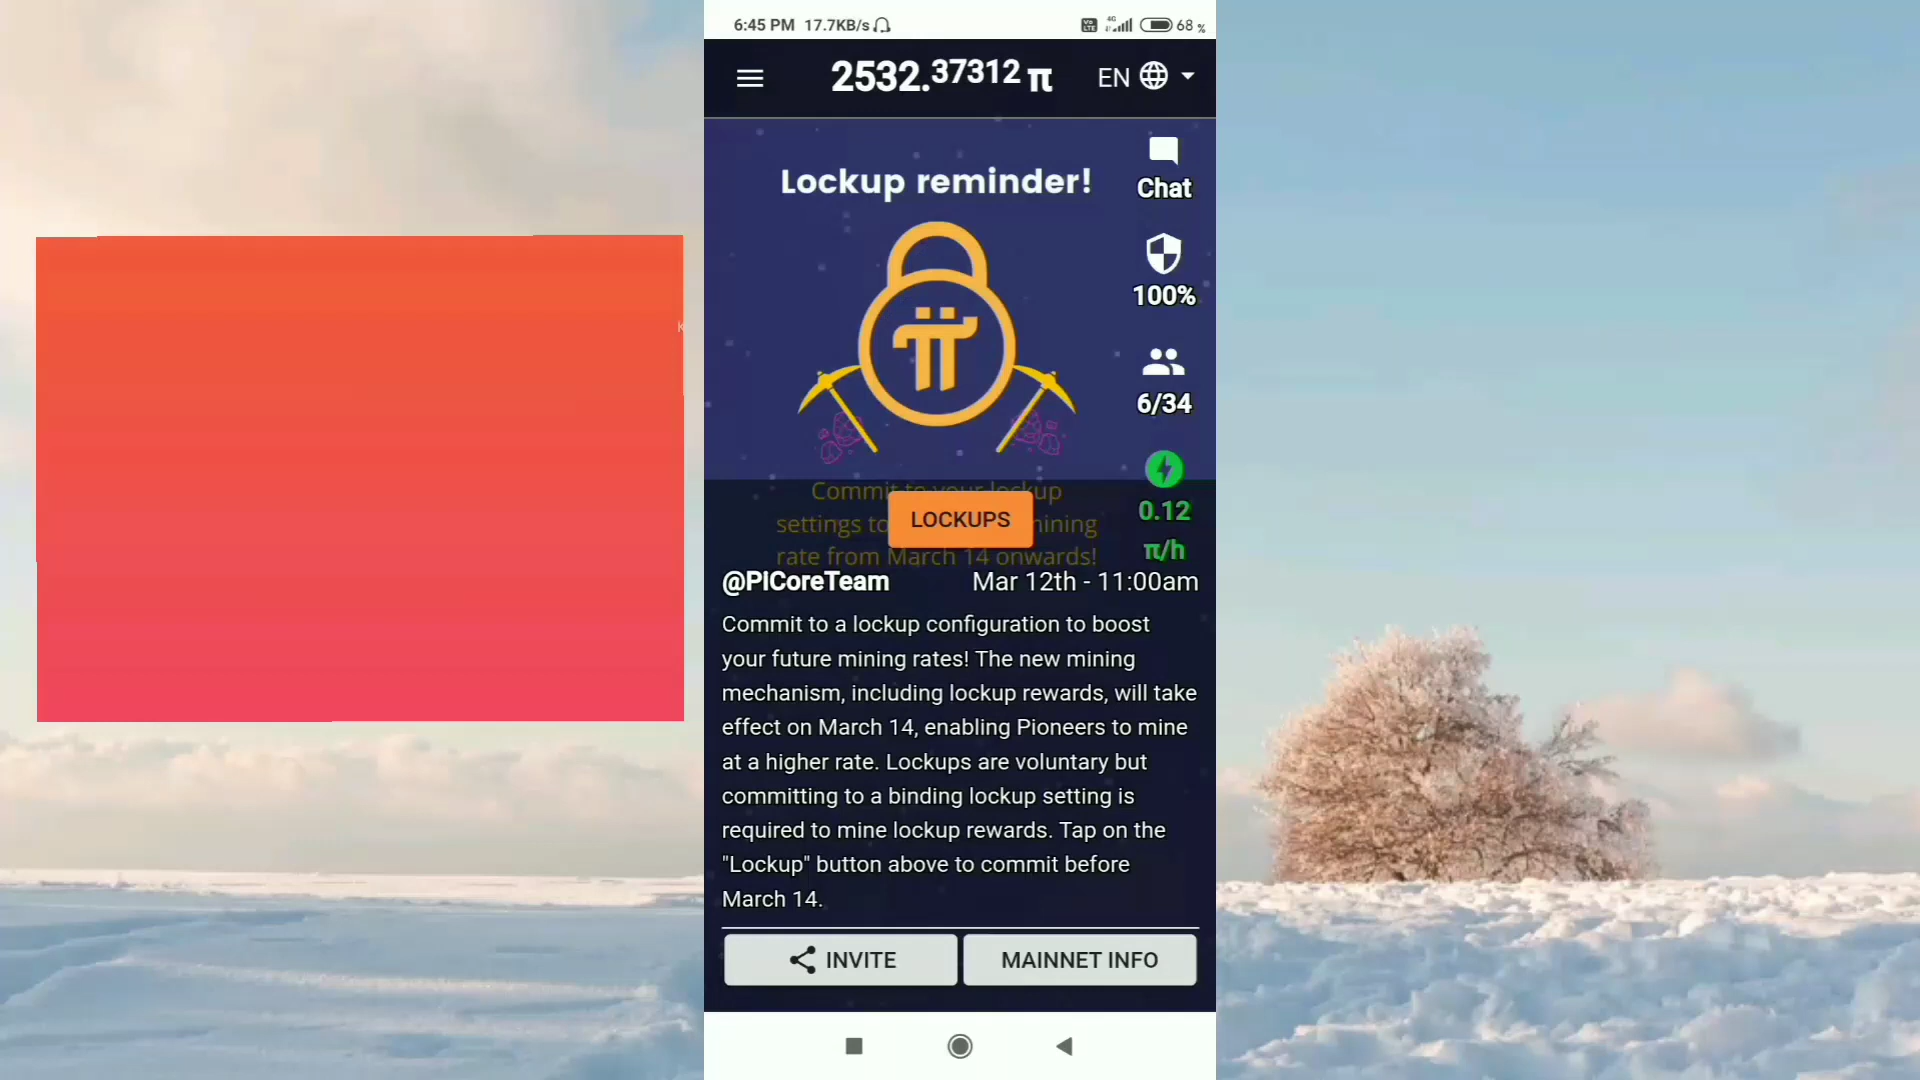 6:45 PM 17.7KB/s
Vo LTE 4G 68 %
2532.37312 π
EN
Lockup reminder!
Chat
100%
6/34
0.12
π/h
Commit to your lockup
settings to mining
rate from March 14 onwards!
LOCKUPS
@PiCoreTeam Mar 12th - 11:00am
Commit to a lockup configuration to boost
your future mining rates! The new mining
mechanism, including lockup rewards, will take
effect on March 14, enabling Pioneers to mine
at a higher rate. Lockups are voluntary but
committing to a binding lockup setting is
required to mine lockup rewards. Tap on the
"Lockup" button above to commit before
March 14.
INVITE
MAINNET INFO
K